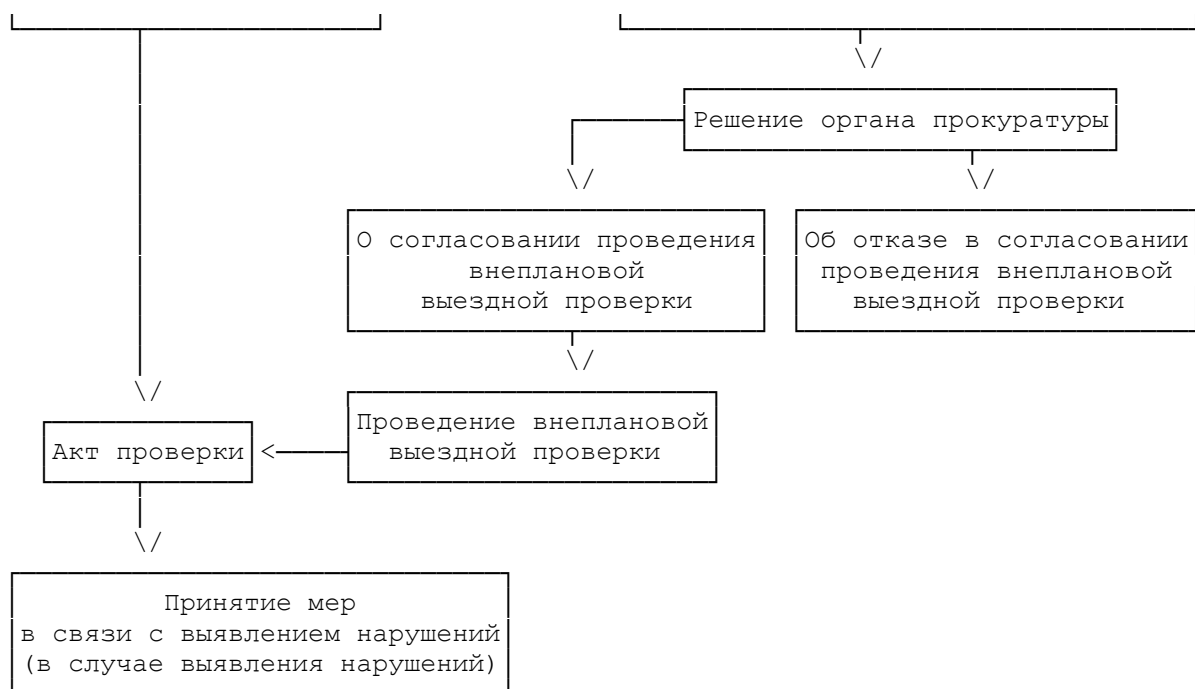 Решение органа прокуратуры
О согласовании проведения
внеплановой
выездной проверки
Об отказе в согласовании
проведения внеплановой
выездной проверки
Проведение внеплановой
выездной проверки
Акт проверки
Принятие мер
в связи с выявлением нарушений
(в случае выявления нарушений)